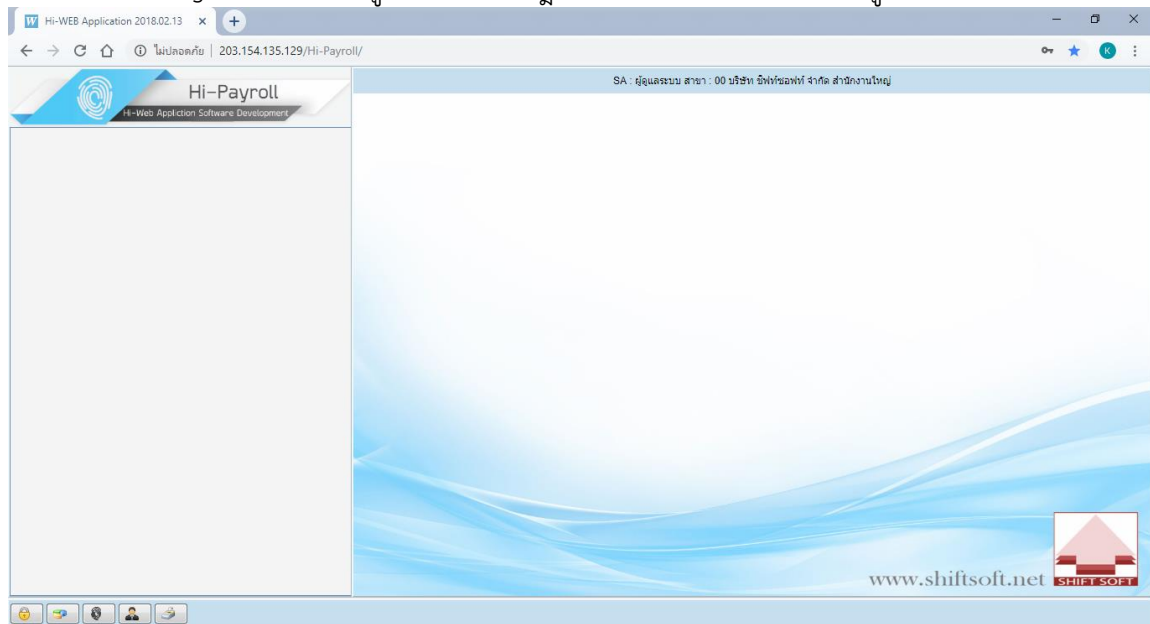 Hi-WEB Application 2018.02.13
ไม่ปลอดภัย | 203.154.135.129/Hi-Payroll/
K
Hi-Payroll
Hi-Web Appliction Software Development
SA : ผู้ดูแลระบบ สาขา : 00 บริษัท ชิฟท์ซอฟท์ จำกัด สำนักงานใหญ่
www.shiftsoft.net
SHIFT SOFT